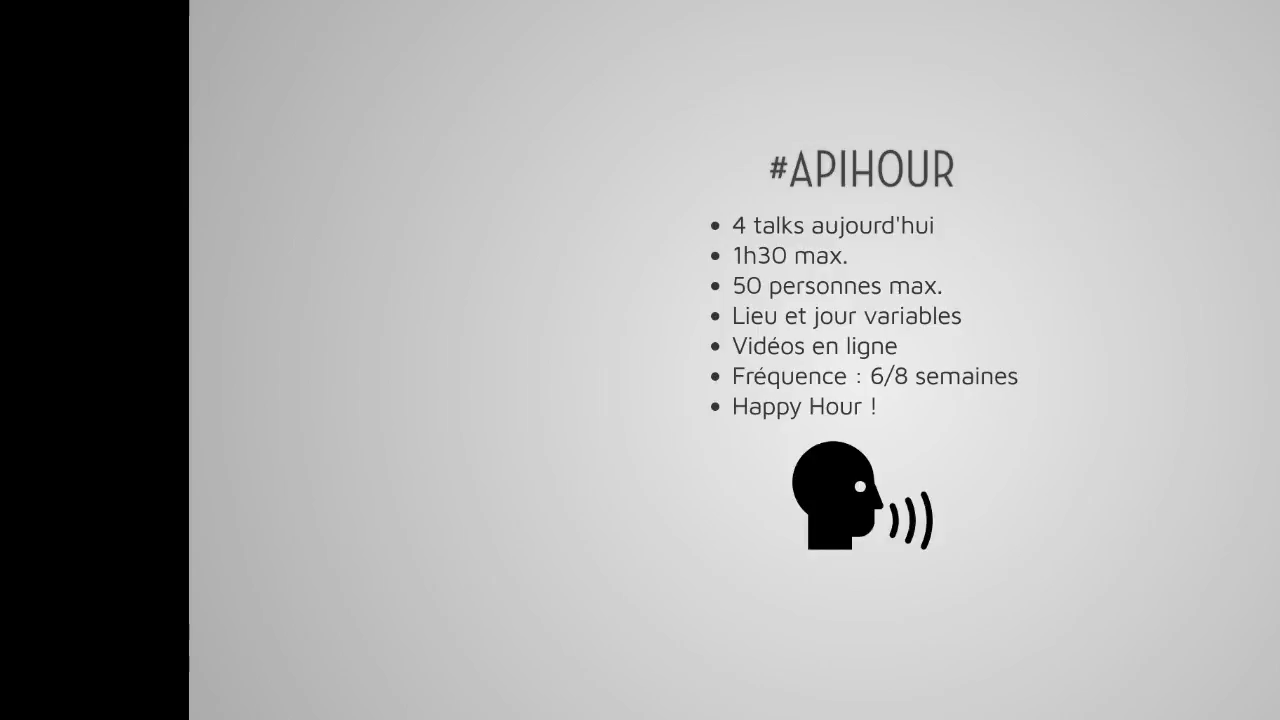 #APIHOUR
• 4 talks aujourd'hui
• 1h30 max.
• 50 personnes max.
• Lieu et jour variables
• Vidéos en ligne
• Fréquence : 6/8 semaines
• Happy Hour !